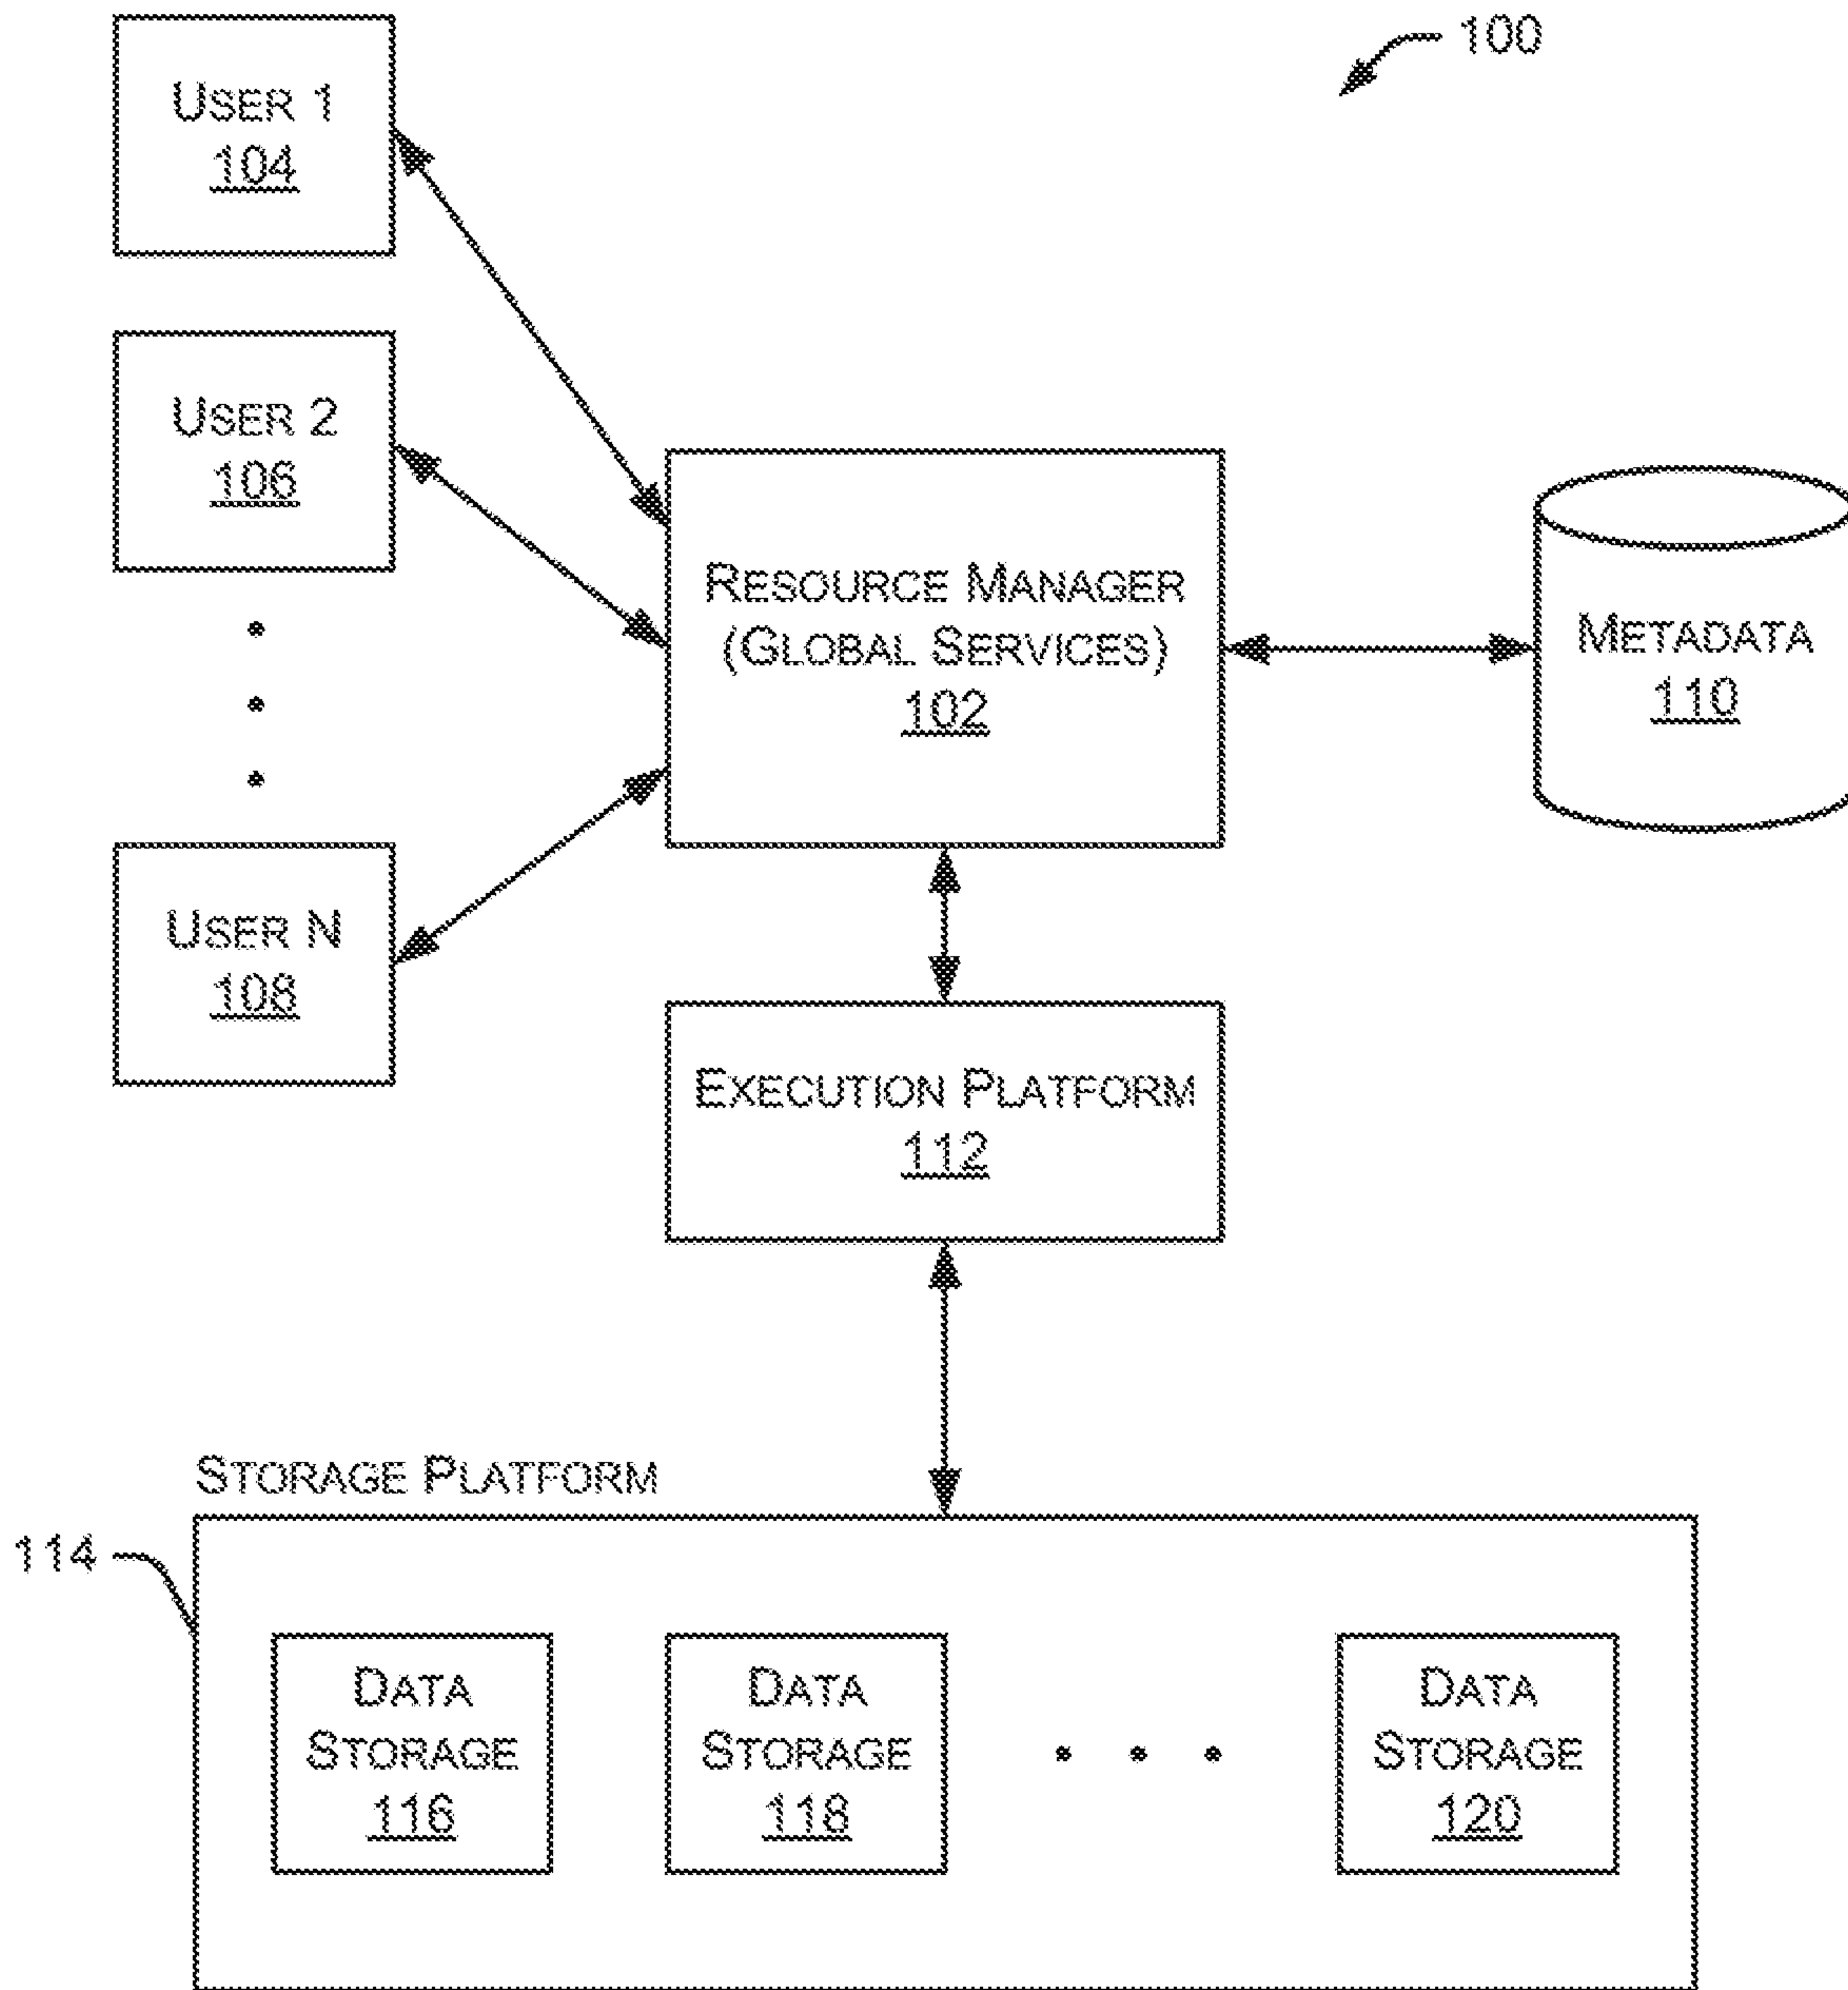 100
USER 1
104
USER 2
106
RESOURCE MANAGER
(GLOBAL SERVICES)
102
METADATA
110
USER N
108
EXECUTION PLATFORM
112
STORAGE PLATFORM
114
DATA
STORAGE
116
DATA
STORAGE
118
DATA
STORAGE
120